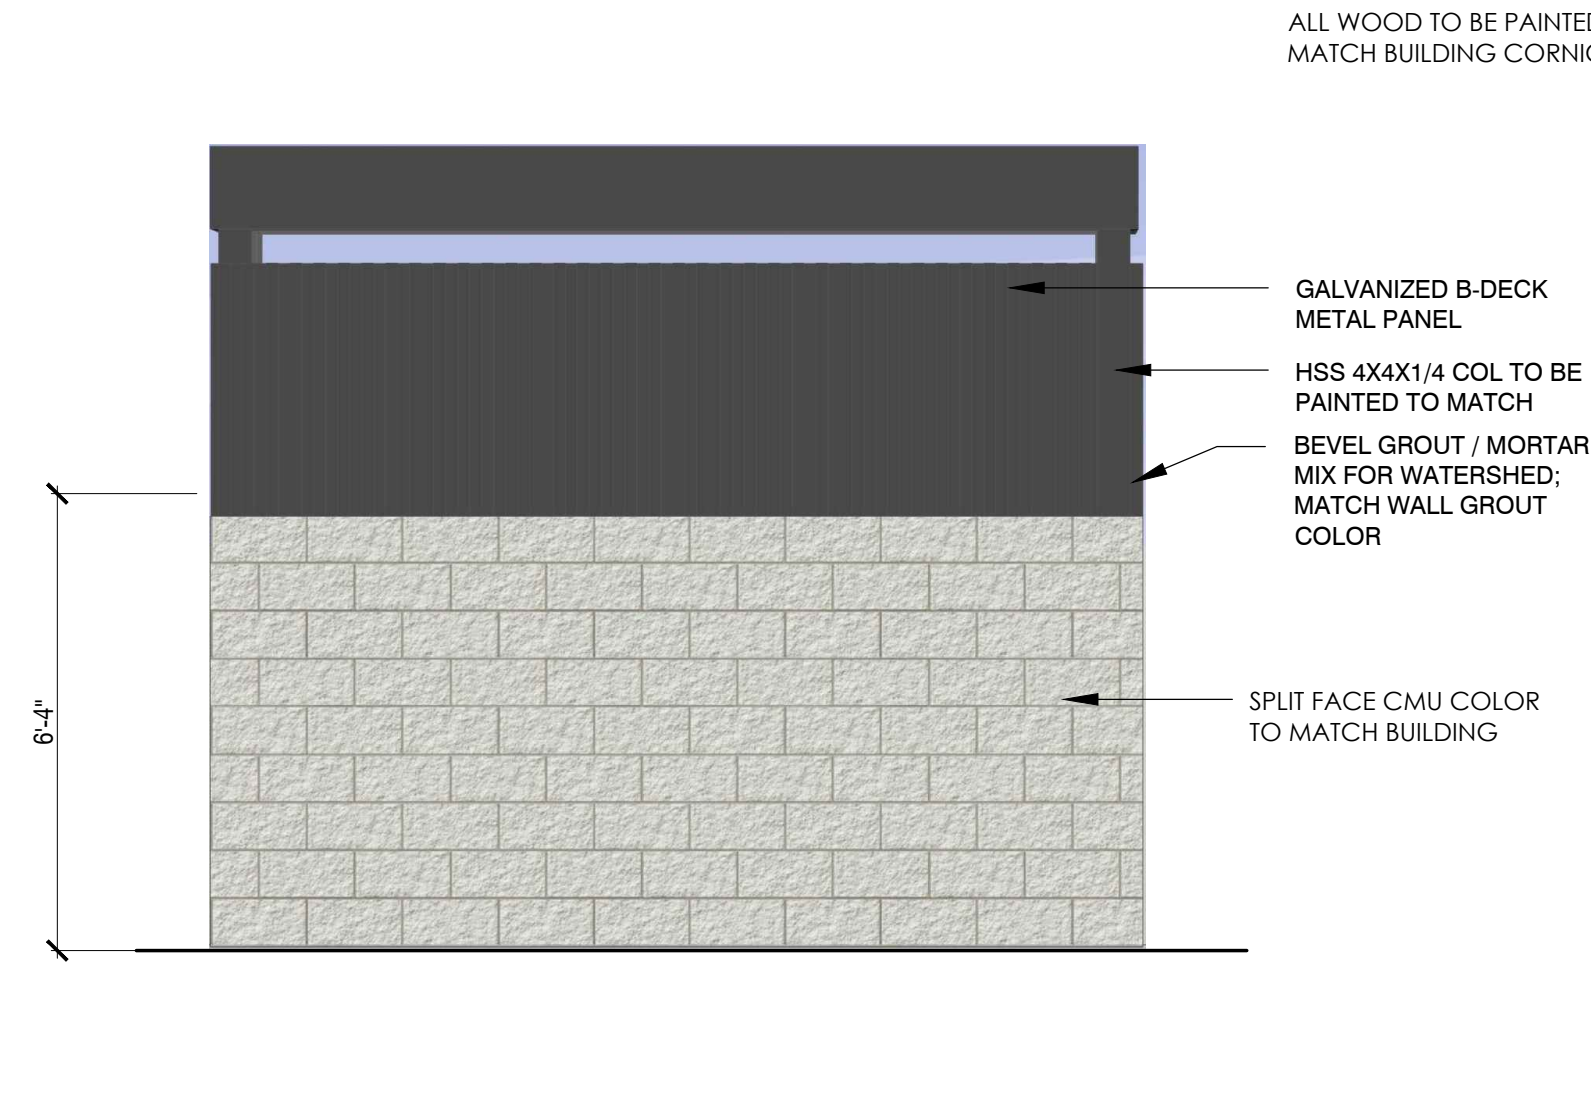 ALL WOOD TO BE PAINTED
MATCH BUILDING
GALVANIZED B-DECK
METAL PANEL
HSS 4X4X1/4 COL TO BE
PAINTED TO MATCH
BEVEL GROUT / MORTAR
MIX FOR WATERSHED;
MATCH WALL GROUT
COLOR
6'-4"
SPLIT FACE CMU COLOR
TO MATCH BUILDING